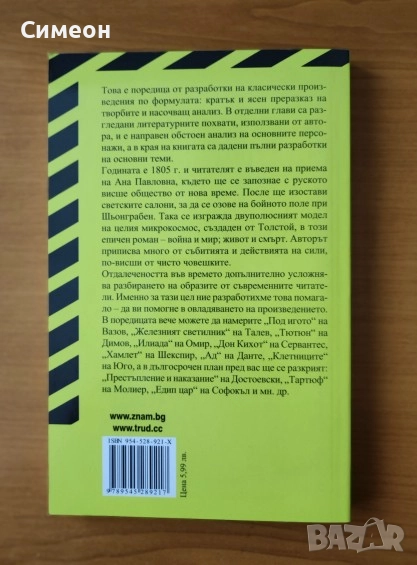 Симеон
Това е поредица от разработки на класически произ-
ведения по формулата: кратък и ясен преразказ на
творбите и насочващ анализ. В отделни глави са раз-
гледани литературните похвати, използвани от авто-
ра, и е направен обстоен анализ на основните персо-
нажи, а в края на книгата са дадени пълни разработки
на основни теми.
Годината е 1805 г. и читателят е въведен на приема
на Ана Павловна, където ще се запознае с руското
висше общество от нова време. После ще изостави
светските салони, за да се озове на бойното поле при
Шьонграбен. Така се изгражда двуполюсният модел
на целия микрокосмос, създаден от Толстой, в този
епичен роман – война и мир; живот и смърт. Авторът
приписва много от събитията и действията на сили,
по-висши от чисто човешките.
Отдалечеността във времето допълнително усложня-
ва разбирането на образите от съвременните читате-
ли. Именно за тази цел ние разработихме това помага-
ло – да ви помогне в овладяването на произведението.
В поредицата вече можете да намерите „Под игото“ на
Вазов, „Железният светилник“ на Талев, „Тютюн“ на
Димов, „Илиада“ на Омир, „Дон Кихот“ на Сервантес,
„Хамлет“ на Шекспир, „Ад“ на Данте, „Клетниците“
на Юго, а в дългосрочен план пред вас ще се разкрият:
„Престъпление и наказание“ на Достоевски, „Тартюф“
на Молиер, „Едип цар“ на Софокъл и мн. др.
www.znam.bg
www.trud.cc
ISBN 954-528-921-X
9789545289217
Цена 5,99 лв.
BAZAR